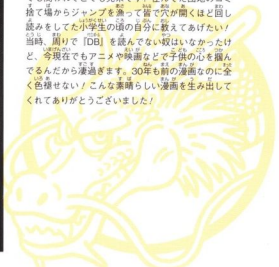 捨て場からジャンプを漁って皆で穴が開くほど回し
読みをした小学生の頃の自分に教えてあげたい！
当時、周りで『DB』を読んでない奴はいなかったけ
ど、今現在でもアニメや映画などで子供の心を掴ん
でるんだから凄過ぎます。30年も前の漫画なのに全
く色褪せない！こんな素晴らしい漫画を生み出して
くれてありがとうございました！